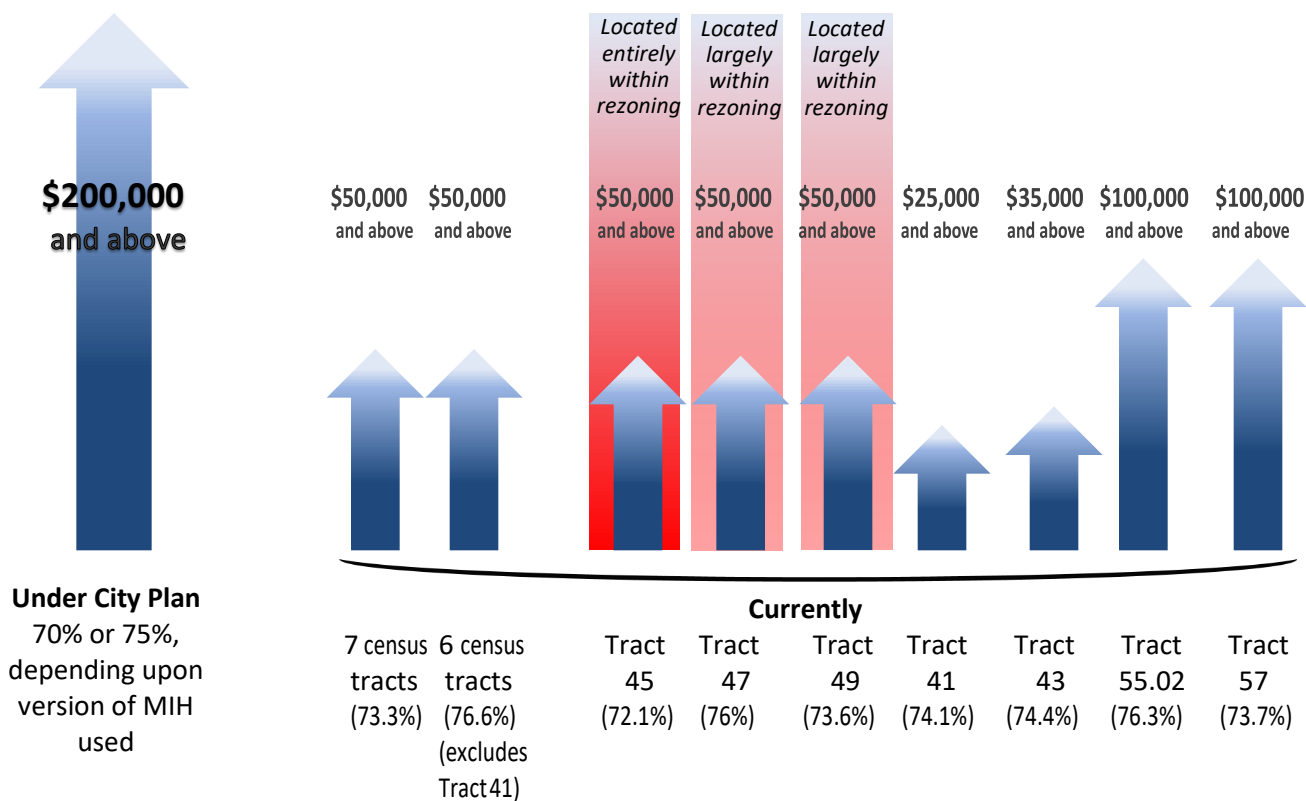 Located
entirely
within
rezoning
Located
largely
within
rezoning
Located
largely
within
rezoning
$200,000
and above
$50,000
and above
$50,000
and above
$50,000
and above
$50,000
and above
$50,000
and above
$25,000
and above
$35,000
and above
$100,000
and above
$100,000
and above
Under City Plan
70% or 75%,
depending upon
version of MIH
used
Currently
7 census
tracts
(73.3%)
6 census
tracts
(76.6%)
(excludes
Tract 41)
Tract
45
(72.1%)
Tract
47
(76%)
Tract
49
(73.6%)
Tract
41
(74.1%)
Tract
43
(74.4%)
Tract
55.02
(76.3%)
Tract
57
(73.7%)